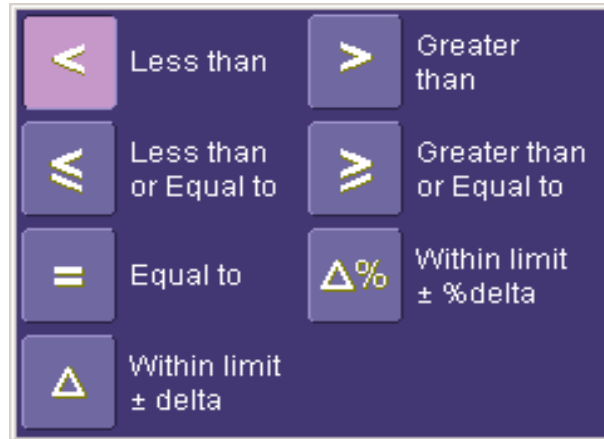 < Less than
> Greater
than
≤ Less than
or Equal to
≥ Greater than
or Equal to
= Equal to
Δ% Within limit
± %delta
Δ Within limit
± delta